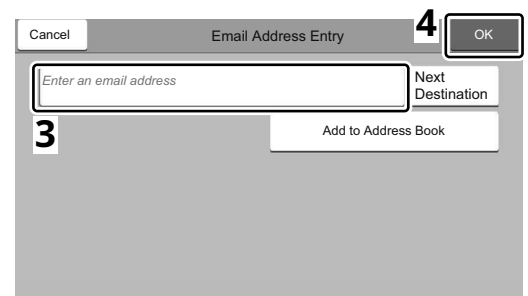 Cancel
Email Address Entry
4
OK
Enter an email address
Next
Destination
3
Add to Address Book